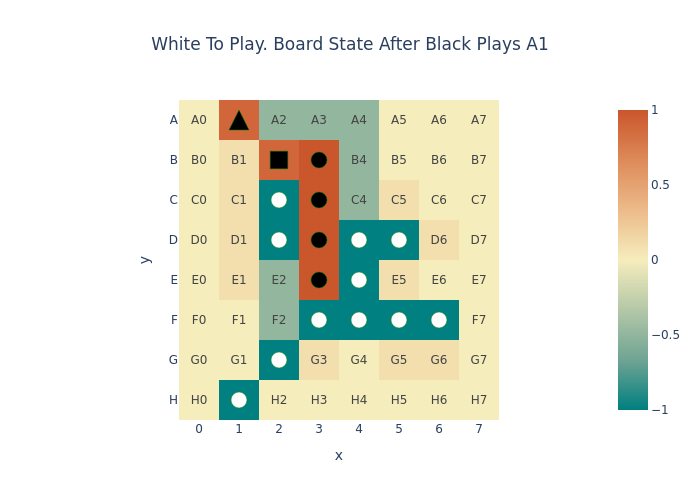 White To Play. Board State After Black Plays A1
A A0 A2 A3 A4 A5 A6 A7
B B0 B1 B4 B5 B6 B7
C C0 C1 C4 C5 C6 C7
D D0 D1 D6 D7
E E0 E1 E2 E5 E6 E7
F F0 F1 F2 F7
G G0 G1 G3 G4 G5 G6 G7
H H0 H2 H3 H4 H5 H6 H7
0 1 2 3 4 5 6 7
x
y
1
0.5
0
−0.5
−1